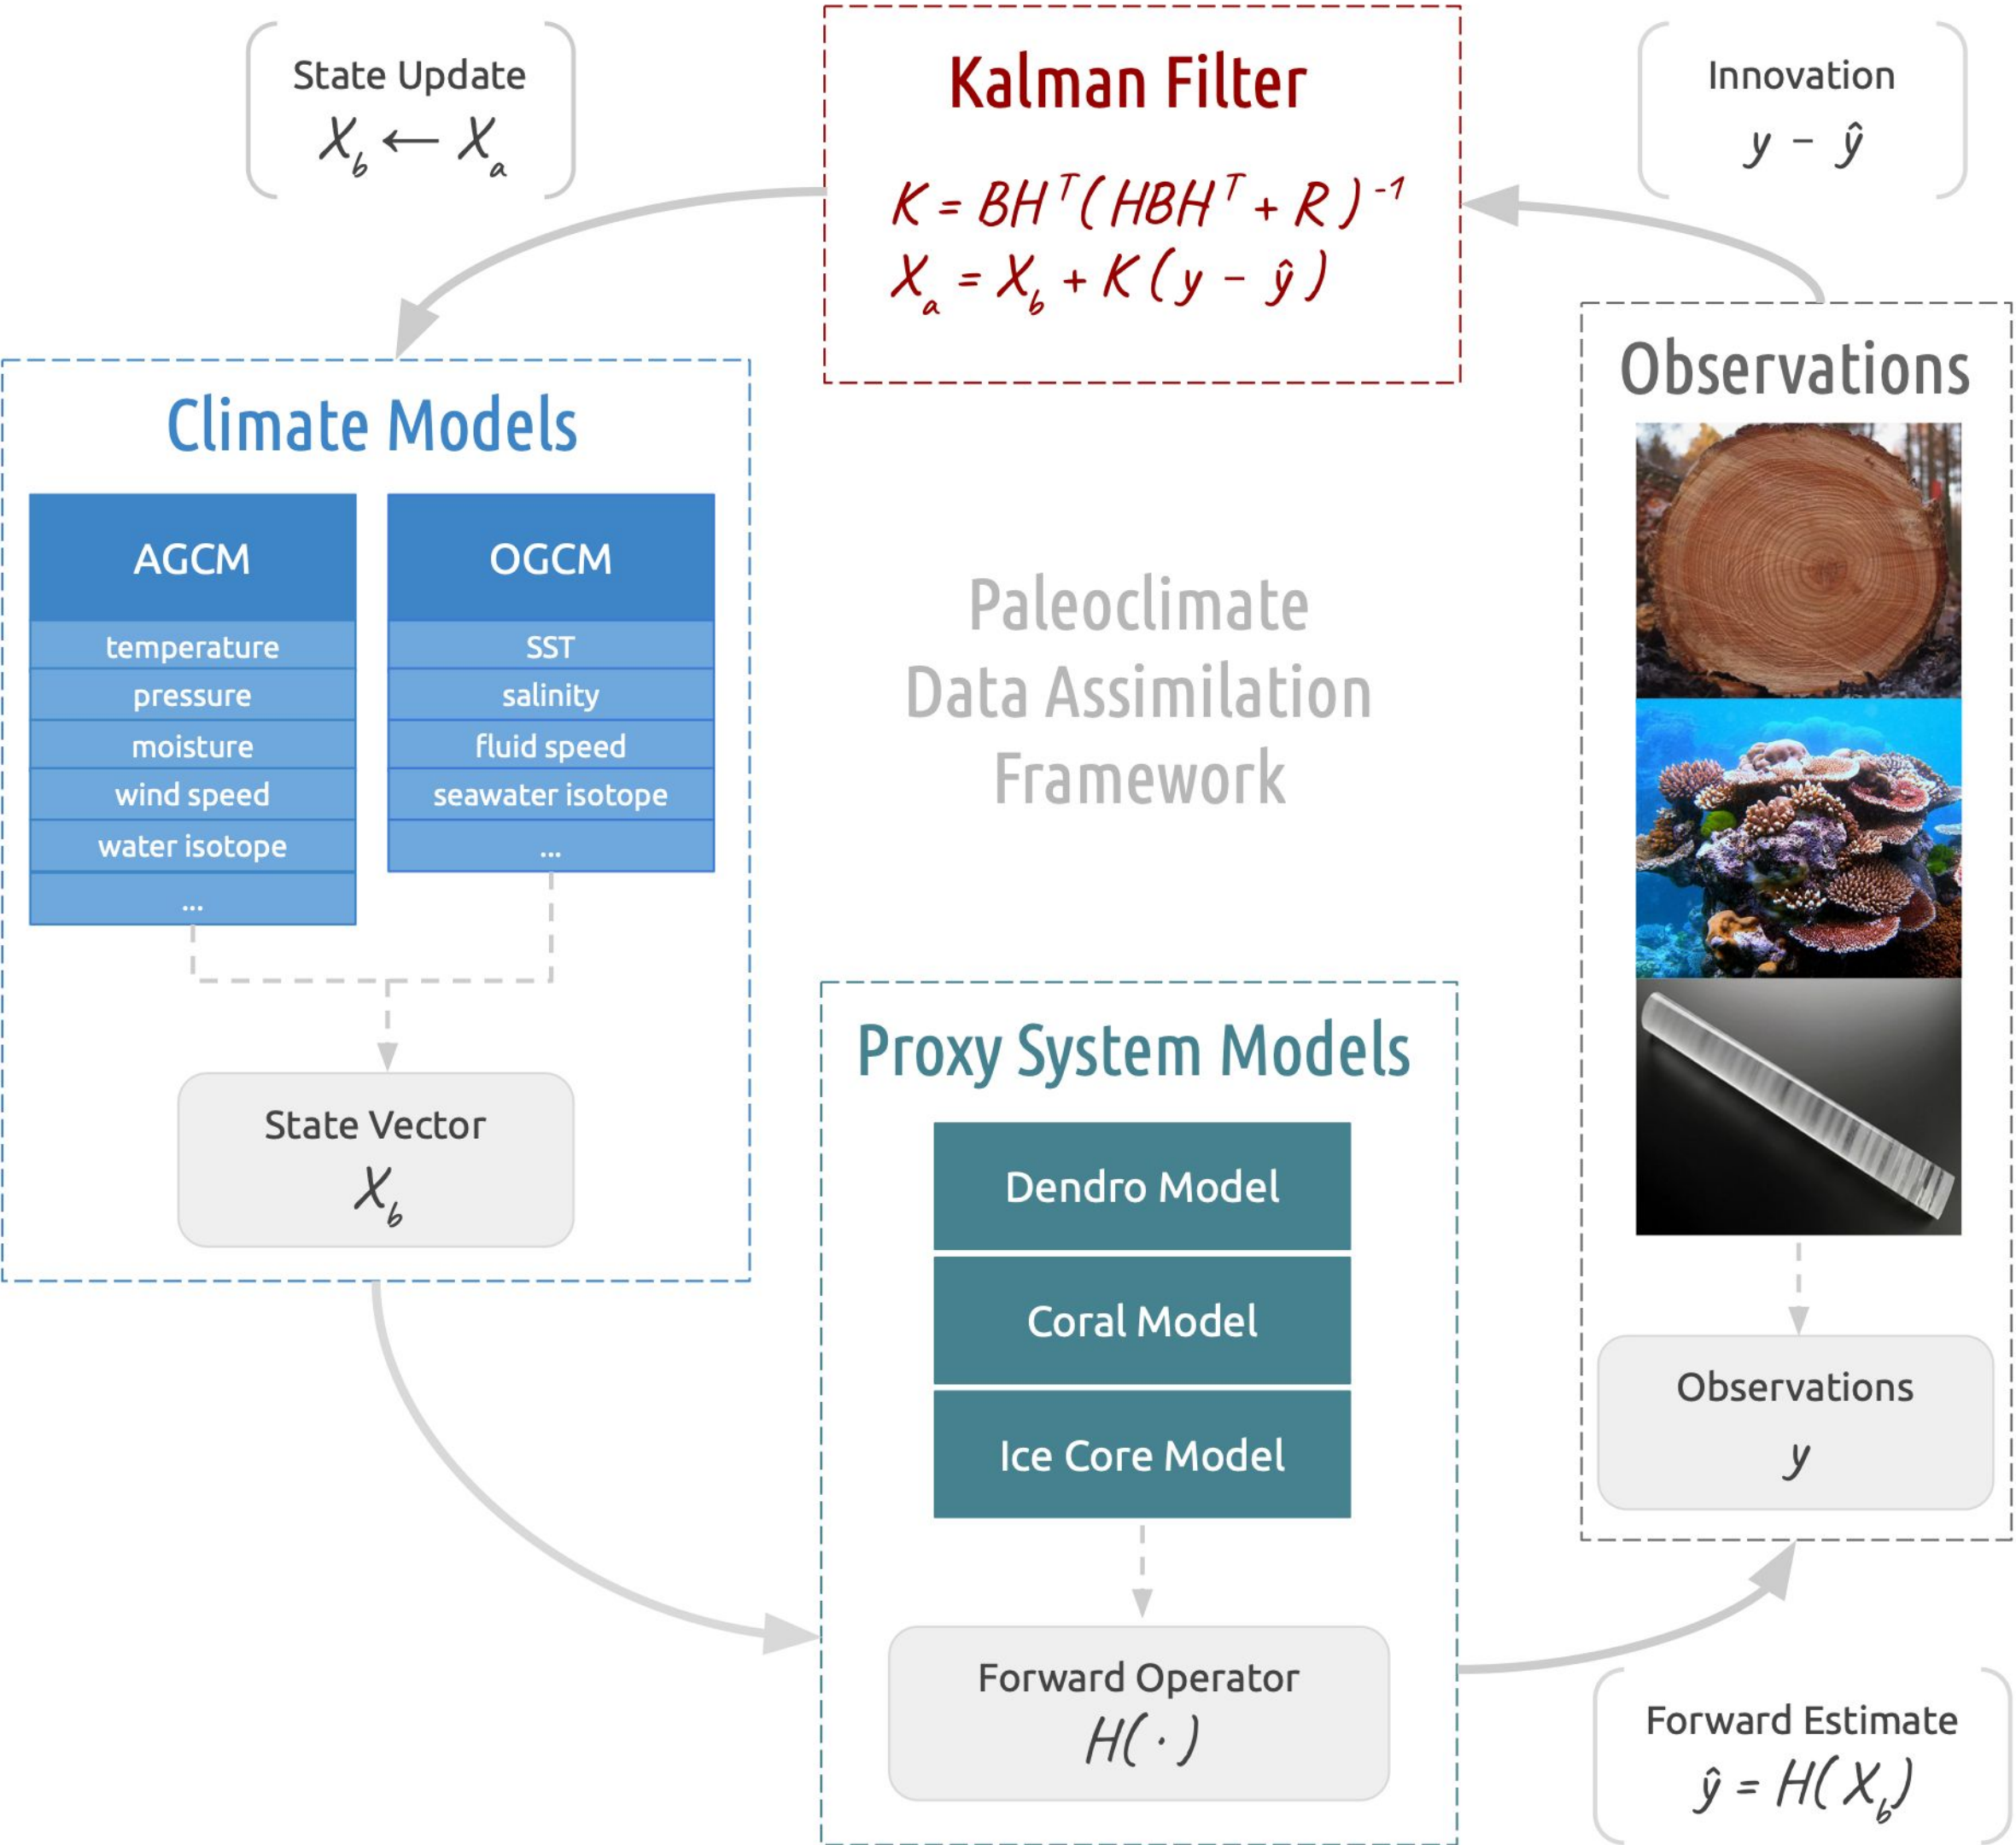 State Update
X_b ← X_a
Kalman Filter
K = BH^T ( HBH^T + R )^-1
X_a = X_b + K ( y − ŷ )
Innovation
y − ŷ
Climate Models
AGCM
temperature
pressure
moisture
wind speed
water isotope
...
OGCM
SST
salinity
fluid speed
seawater isotope
...
State Vector
X_b
Paleoclimate
Data Assimilation
Framework
Proxy System Models
Dendro Model
Coral Model
Ice Core Model
Forward Operator
H( · )
Observations
Observations
y
Forward Estimate
ŷ = H( X_b )